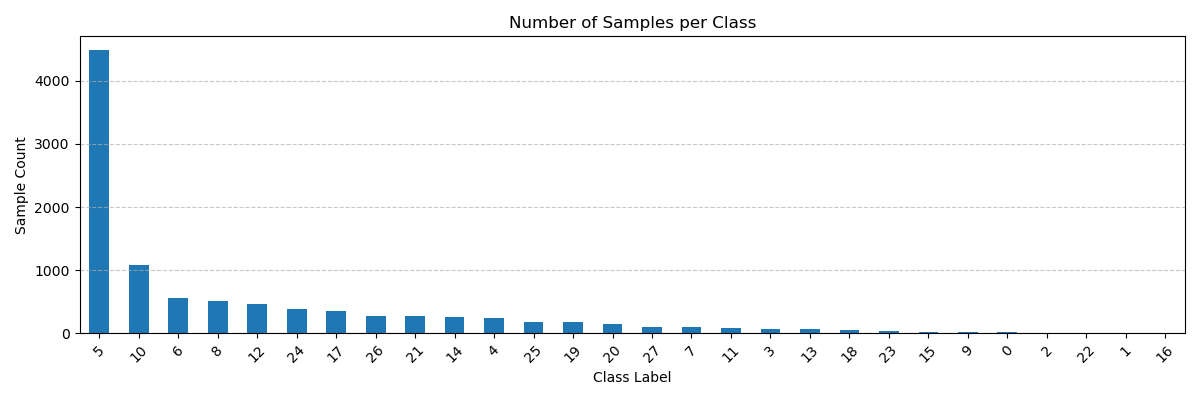 Number of Samples per Class
Sample Count
4000
3000
2000
1000
0
5 10 6 8 12 24 17 26 21 14 4 25 19 20 27 7 11 3 13 18 23 15 9 0 2 22 1 16
Class Label